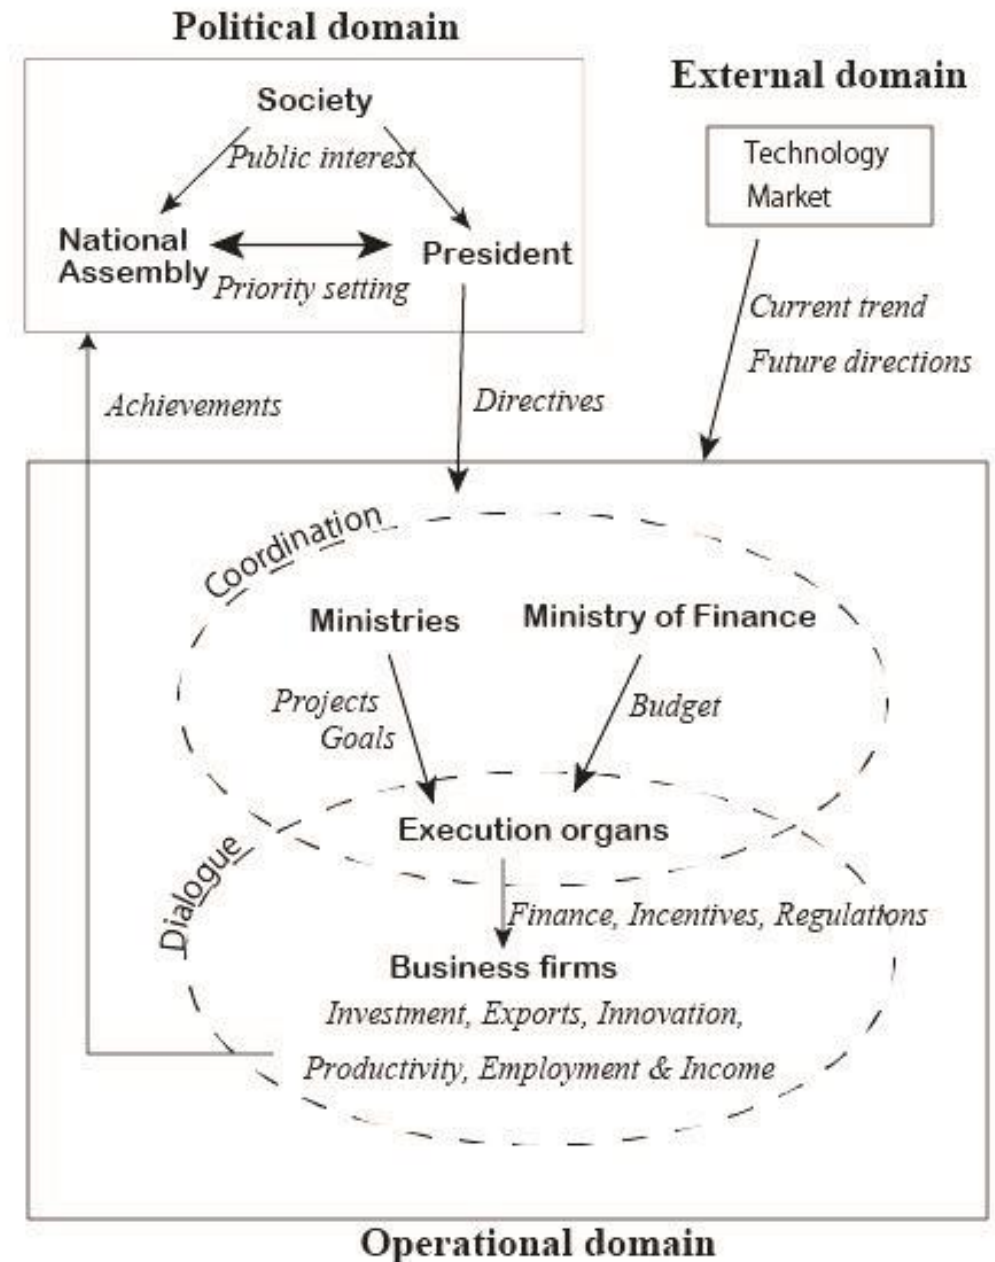 Political domain
Society
Public interest
National
Assembly
President
Priority setting
External domain
Technology
Market
Current trend
Future directions
Achievements
Directives
Coordination
Ministries
Ministry of Finance
Projects
Goals
Budget
Execution organs
Dialogue
Finance, Incentives, Regulations
Business firms
Investment, Exports, Innovation,
Productivity, Employment & Income
Operational domain